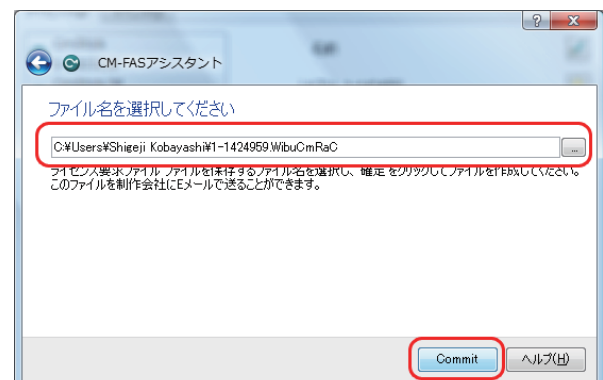 CM-FASアシスタント
ファイル名を選択してください
C:¥Users¥Shigeji Kobayashi¥1-1424959.WibuCmRaC
...
ライセンス要求ファイル ファイルを保存するファイル名を選択し、確定 をクリックしてファイルを作成してください。
このファイルを制作会社にEメールで送ることができます。
Commit
ヘルプ(H)